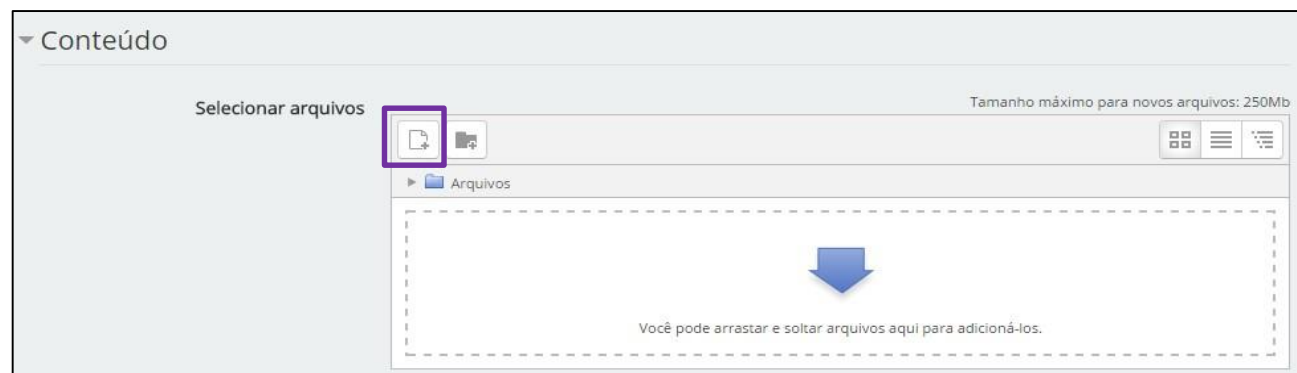 Conteúdo
Selecionar arquivos
Tamanho máximo para novos arquivos: 250Mb
Arquivos
Você pode arrastar e soltar arquivos aqui para adicioná-los.